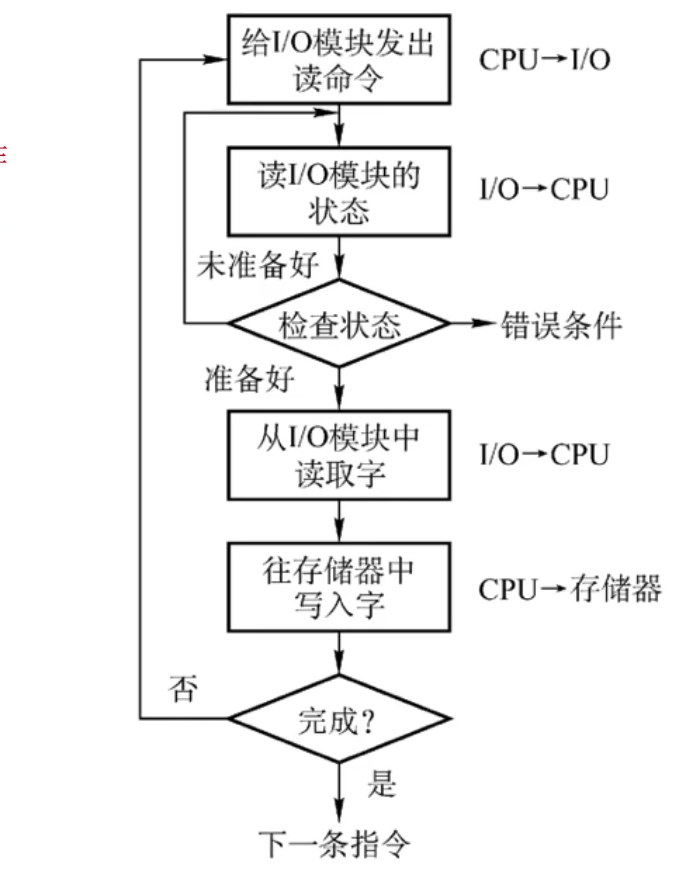 给I/O模块发出
读命令
CPU→I/O
读I/O模块的
状态
I/O→CPU
未准备好
检查状态
错误条件
准备好
从I/O模块中
读取字
I/O→CPU
往存储器中
写入字
CPU→存储器
否
完成?
是
下一条指令